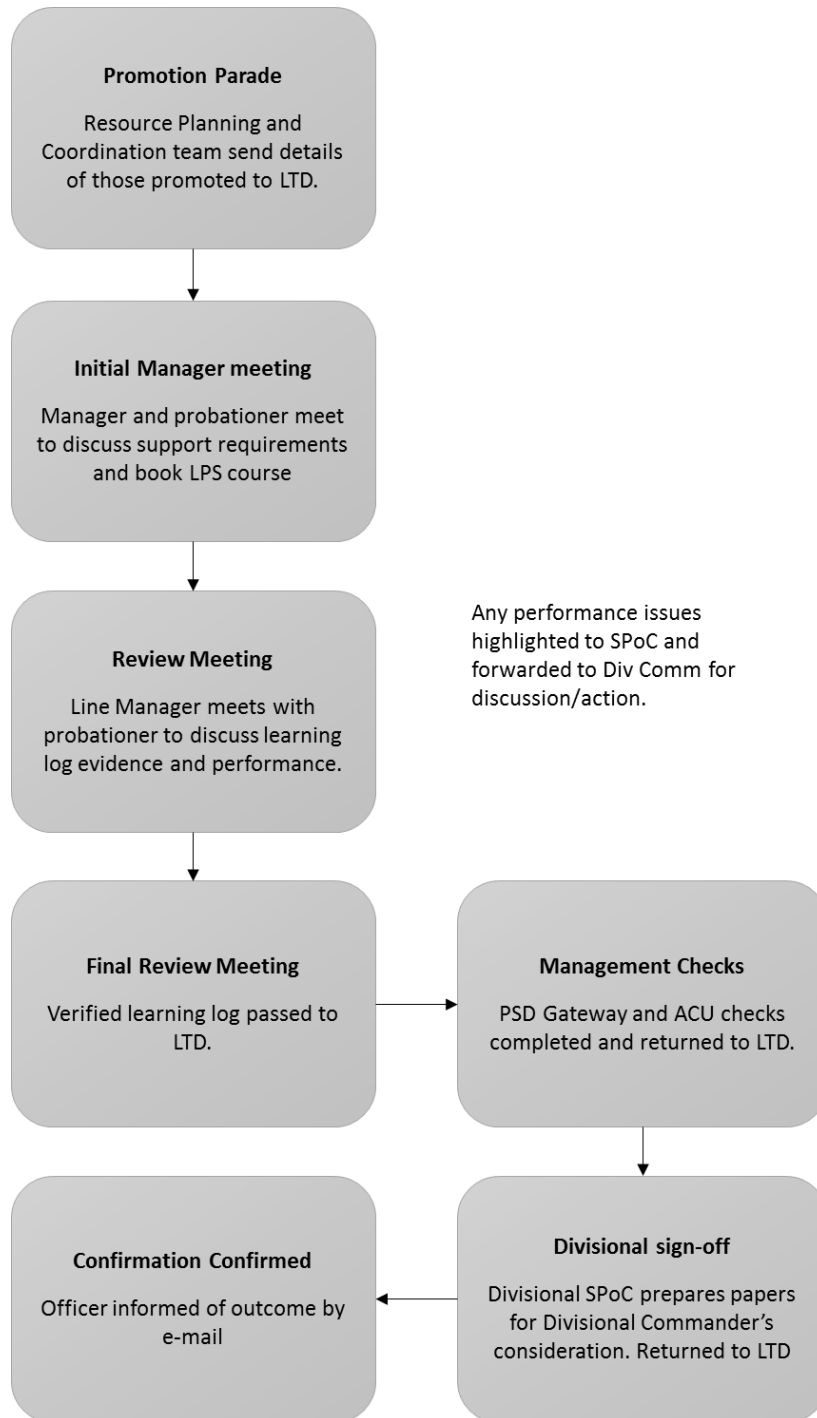 Promotion Parade
Resource Planning and
Coordination team send details
of those promoted to LTD.
Initial Manager meeting
Manager and probationer meet
to discuss support requirements
and book LPS course
Review Meeting
Line Manager meets with
probationer to discuss learning
log evidence and performance.
Any performance issues
highlighted to SPoC and
forwarded to Div Comm for
discussion/action.
Final Review Meeting
Verified learning log passed to
LTD.
Management Checks
PSD Gateway and ACU checks
completed and returned to LTD.
Divisional sign-off
Divisional SPoC prepares papers
for Divisional Commander’s
consideration. Returned to LTD
Confirmation Confirmed
Officer informed of outcome by
e-mail